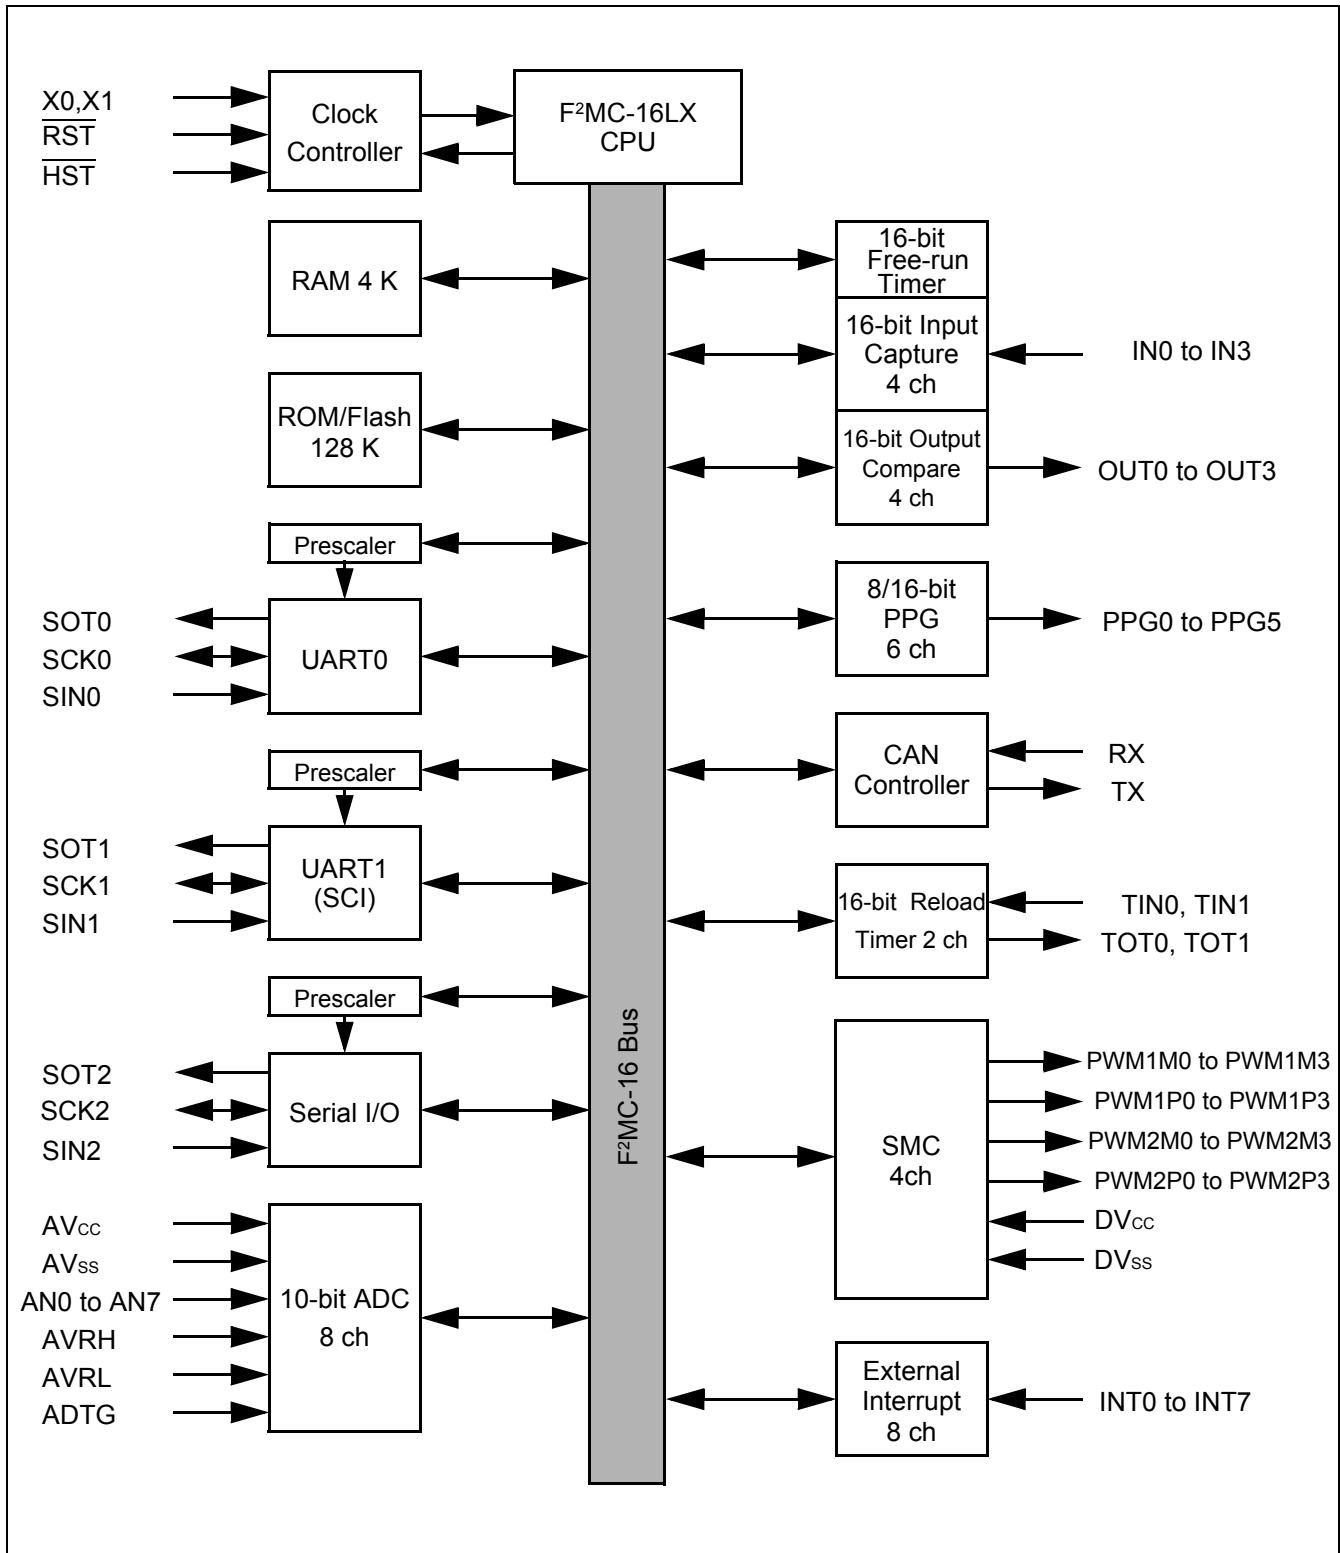 X0,X1
RST
HST
Clock
Controller
F²MC-16LX
CPU
RAM 4 K
ROM/Flash
128 K
Prescaler
SOT0
SCK0
SIN0
UART0
Prescaler
SOT1
SCK1
SIN1
UART1
(SCI)
Prescaler
SOT2
SCK2
SIN2
Serial I/O
AVCC
AVSS
AN0 to AN7
AVRH
AVRL
ADTG
10-bit ADC
8 ch
F²MC-16 Bus
16-bit
Free-run
Timer
16-bit Input
Capture
4 ch
IN0 to IN3
16-bit Output
Compare
4 ch
OUT0 to OUT3
8/16-bit
PPG
6 ch
PPG0 to PPG5
CAN
Controller
RX
TX
16-bit Reload
Timer 2 ch
TIN0, TIN1
TOT0, TOT1
SMC
4ch
PWM1M0 to PWM1M3
PWM1P0 to PWM1P3
PWM2M0 to PWM2M3
PWM2P0 to PWM2P3
DVCC
DVSS
External
Interrupt
8 ch
INT0 to INT7